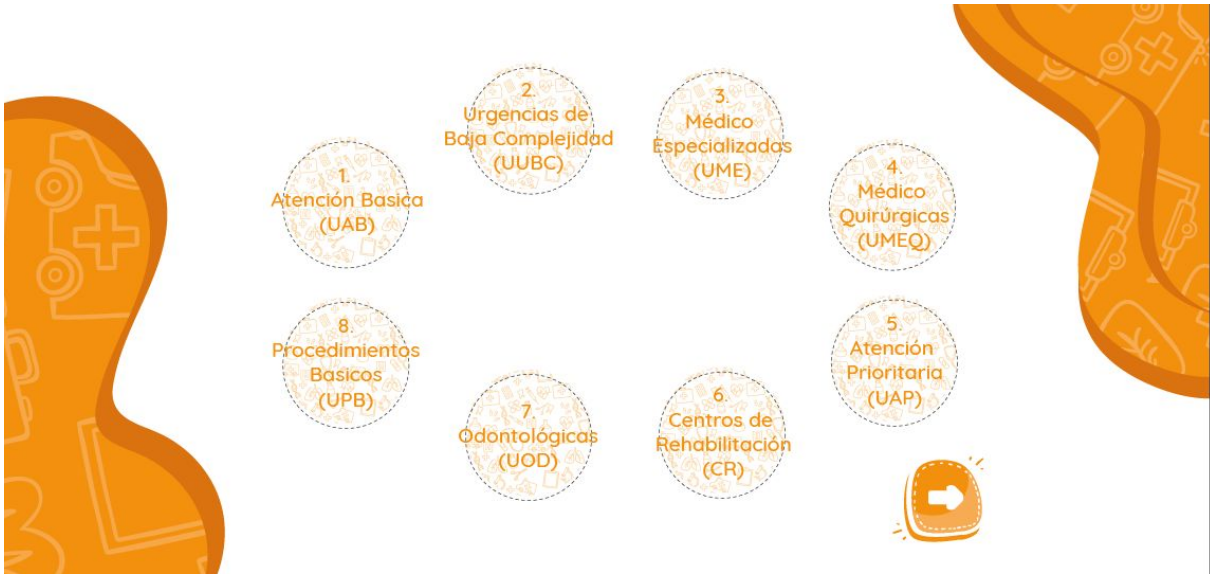 1.
Atención Basica
(UAB)
2.
Urgencias de
Baja Complejidad
(UUBC)
3.
Médico
Especializadas
(UME)
4.
Médico
Quirúrgicas
(UMEQ)
5.
Atención
Prioritaria
(UAP)
6.
Centros de
Rehabilitación
(CR)
7.
Odontológicas
(UOD)
8.
Procedimientos
Basicos
(UPB)